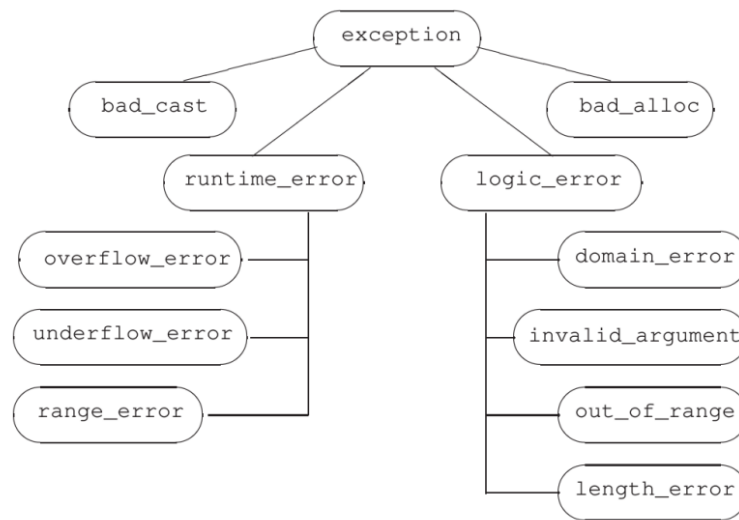 exception
bad_cast
bad_alloc
runtime_error
logic_error
overflow_error
domain_error
underflow_error
invalid_argument
range_error
out_of_range
length_error